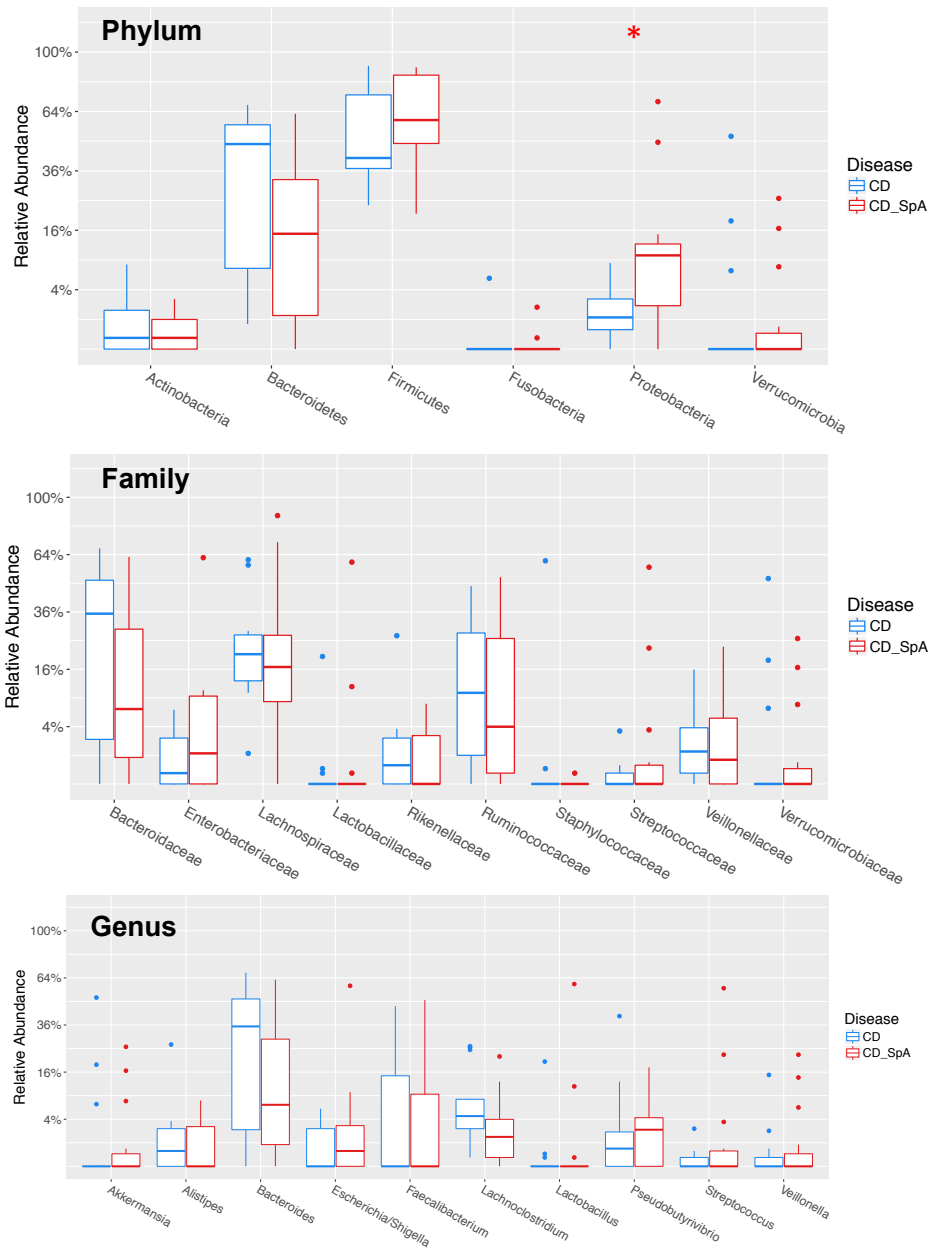 Phylum
*
100%
64%
36%
16%
4%
Relative Abundance
Actinobacteria
Bacteroidetes
Firmicutes
Fusobacteria
Proteobacteria
Verrucomicrobia
Disease
CD
CD_SpA
Family
100%
64%
36%
16%
4%
Relative Abundance
Bacteroidaceae
Enterobacteriaceae
Lachnospiraceae
Lactobacillaceae
Rikenellaceae
Ruminococcaceae
Staphylococcaceae
Streptococcaceae
Veillonellaceae
Verrucomicrobiaceae
Disease
CD
CD_SpA
Genus
100%
64%
36%
16%
4%
Relative Abundance
Akkermansia
Alistipes
Bacteroides
Escherichia/Shigella
Faecalibacterium
Lachnoclostridium
Lactobacillus
Pseudobutyrivibrio
Streptococcus
Veillonella
Disease
CD
CD_SpA